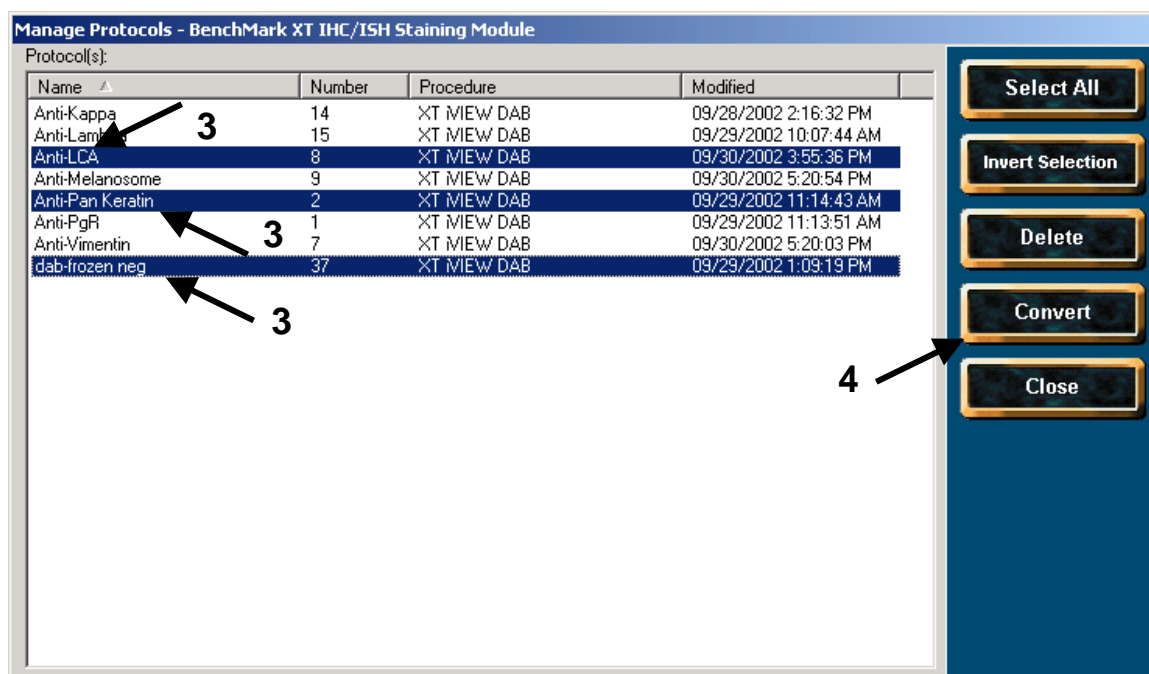 Manage Protocols - BenchMark XT IHC/ISH Staining Module
Protocol(s):
Name Number Procedure Modified
Anti-Kappa 14 XT iVIEW DAB 09/28/2002 2:16:32 PM
Anti-Lambda 15 XT iVIEW DAB 09/29/2002 10:07:44 AM
Anti-LCA 8 XT iVIEW DAB 09/30/2002 3:55:36 PM
Anti-Melanosome 9 XT iVIEW DAB 09/30/2002 5:20:54 PM
Anti-Pan Keratin 2 XT iVIEW DAB 09/29/2002 11:14:43 AM
Anti-PgR 1 XT iVIEW DAB 09/29/2002 11:13:51 AM
Anti-Vimentin 7 XT iVIEW DAB 09/30/2002 5:20:03 PM
dab-frozen neg 37 XT iVIEW DAB 09/29/2002 1:09:19 PM
3
3
3
4
Select All
Invert Selection
Delete
Convert
Close